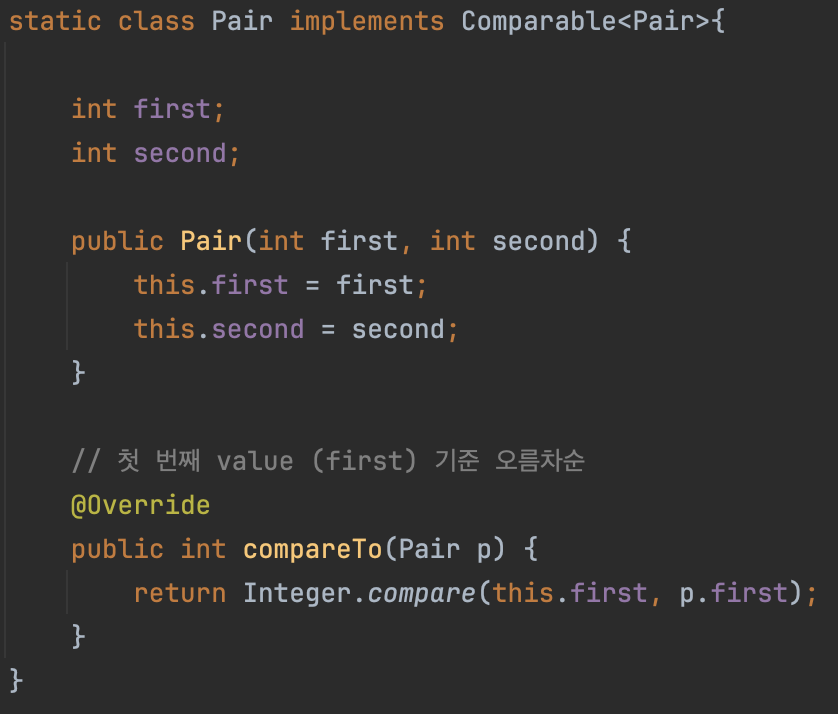 static class Pair implements Comparable<Pair>{
int first;
int second;
public Pair(int first, int second) {
this.first = first;
this.second = second;
}
// 첫 번째 value (first) 기준 오름차순
@Override
public int compareTo(Pair p) {
return Integer.compare(this.first, p.first);
}
}